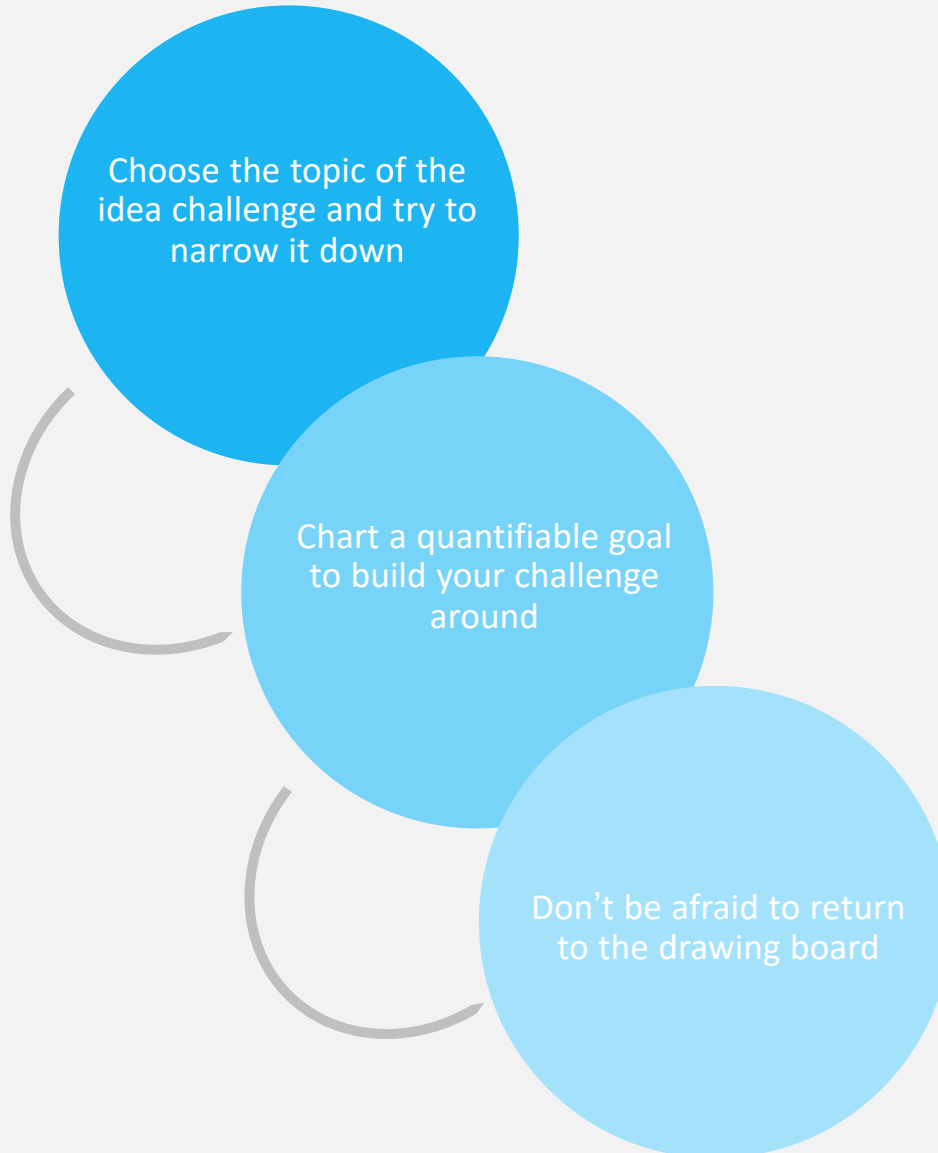 Choose the topic of the
idea challenge and try to
narrow it down
Chart a quantifiable goal
to build your challenge
around
Don’t be afraid to return
to the drawing board